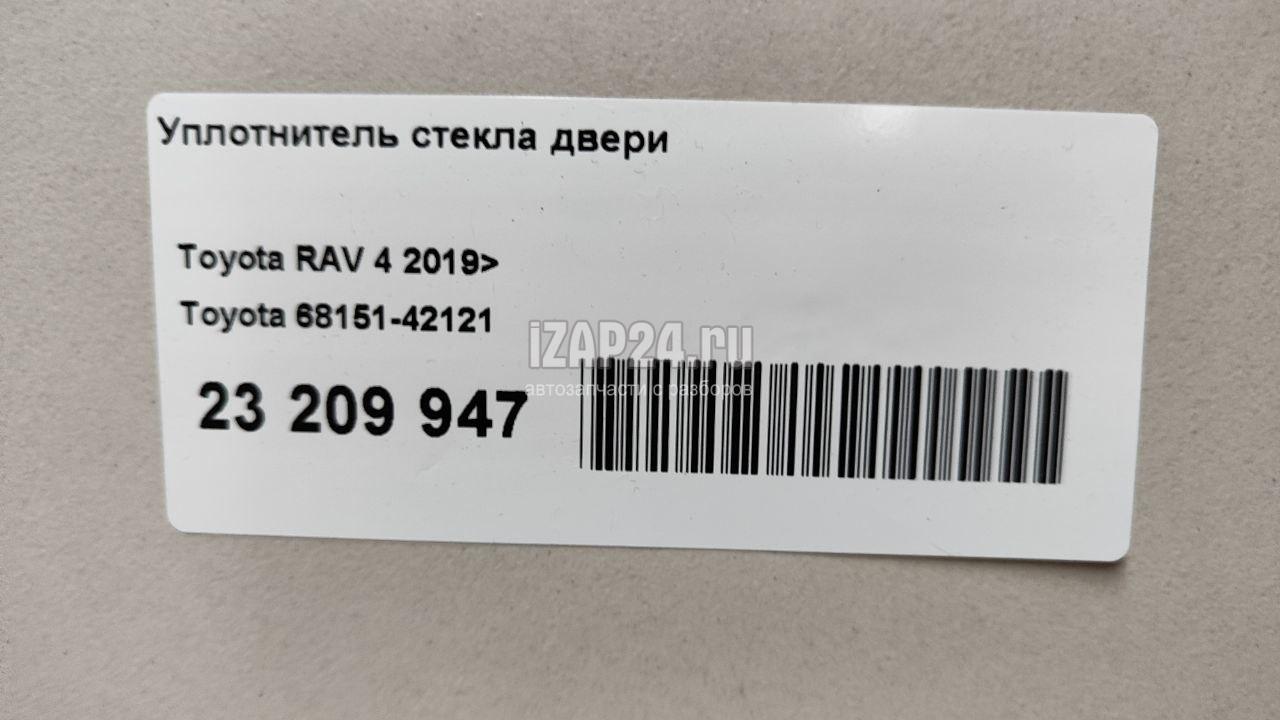 Уплотнитель стекла двери
Toyota RAV 4 2019>
Toyota 68151-42121
iZAP24.ru
автозапчасти с разборов
23 209 947